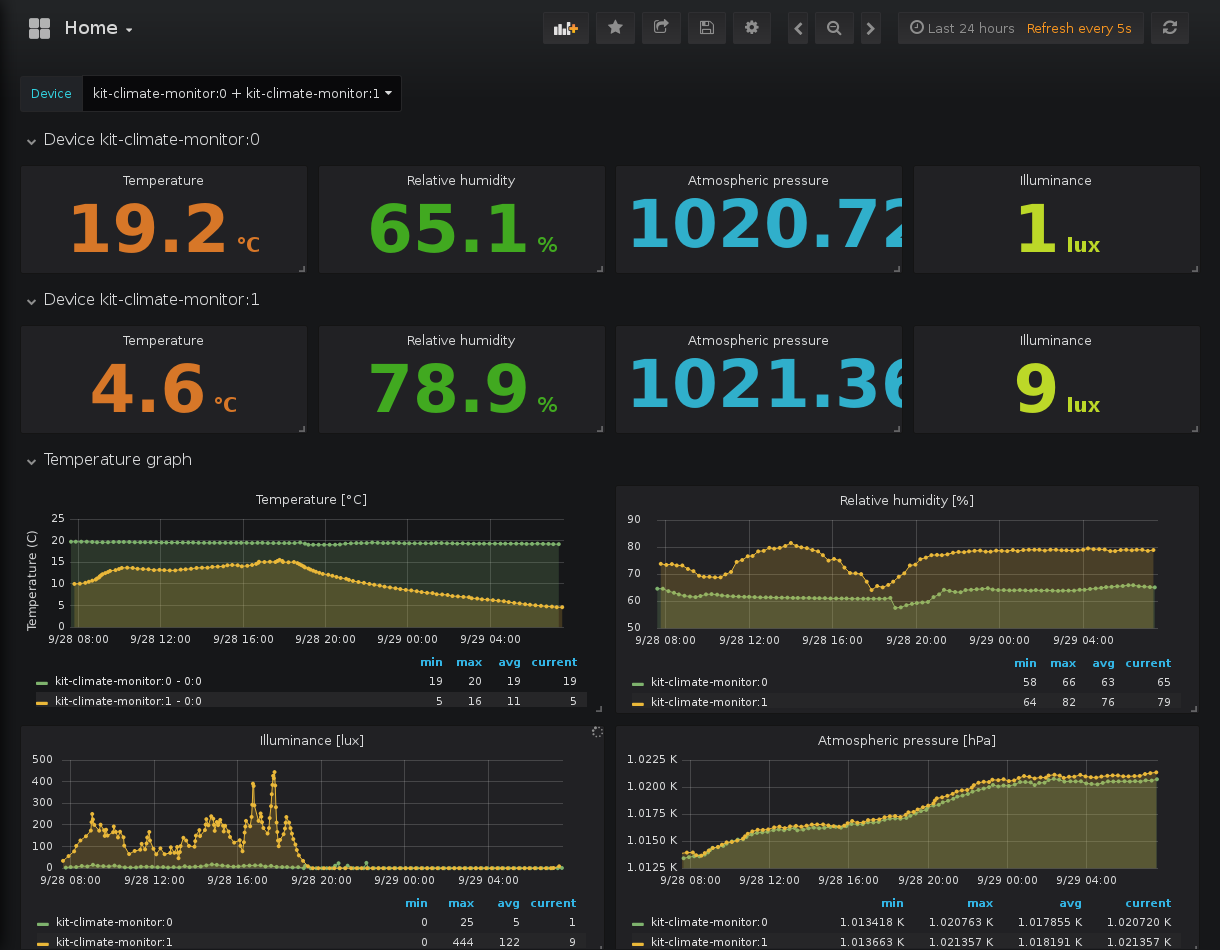 Home
Last 24 hours Refresh every 5s
Device kit-climate-monitor:0 + kit-climate-monitor:1
Device kit-climate-monitor:0
Temperature Relative humidity Atmospheric pressure Illuminance
19.2 °C 65.1 % 1020.72 1 lux
Device kit-climate-monitor:1
Temperature Relative humidity Atmospheric pressure Illuminance
4.6 °C 78.9 % 1021.36 9 lux
Temperature graph
Temperature [°C]
Temperature (C)
25
20
15
10
5
0
9/28 08:00 9/28 12:00 9/28 16:00 9/28 20:00 9/29 00:00 9/29 04:00
min max avg current
kit-climate-monitor:0 - 0:0 19 20 19 19
kit-climate-monitor:1 - 0:0 5 16 11 5
Relative humidity [%]
90
80
70
60
50
9/28 08:00 9/28 12:00 9/28 16:00 9/28 20:00 9/29 00:00 9/29 04:00
min max avg current
kit-climate-monitor:0 58 66 63 65
kit-climate-monitor:1 64 82 76 79
Illuminance [lux]
500
400
300
200
100
0
9/28 08:00 9/28 12:00 9/28 16:00 9/28 20:00 9/29 00:00 9/29 04:00
min max avg current
kit-climate-monitor:0 0 25 5 1
kit-climate-monitor:1 0 444 122 9
Atmospheric pressure [hPa]
1.0225 K
1.0200 K
1.0175 K
1.0150 K
1.0125 K
9/28 08:00 9/28 12:00 9/28 16:00 9/28 20:00 9/29 00:00 9/29 04:00
min max avg current
kit-climate-monitor:0 1.013418 K 1.020763 K 1.017855 K 1.020720 K
kit-climate-monitor:1 1.013663 K 1.021357 K 1.018191 K 1.021357 K